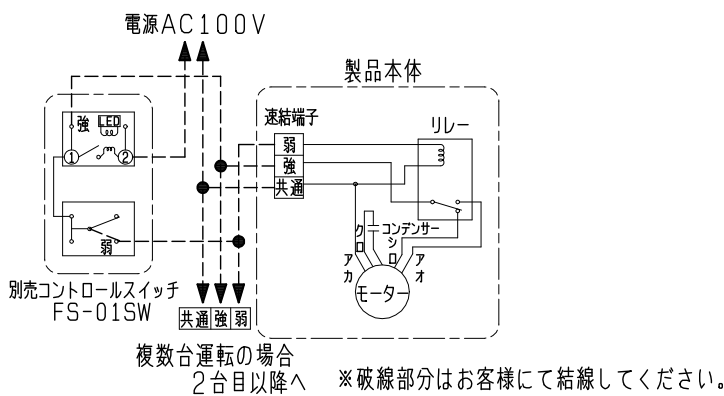 電源AC100V
製品本体
強
LED
①
②
弱
速結端子
弱
強
共通
リレー
コンデンサー
クロ
シロ
アカ
アオ
モーター
別売コントロールスイッチ
FS-01SW
共通 強 弱
複数台運転の場合
2台目以降へ
※破線部分はお客様にて結線してください。